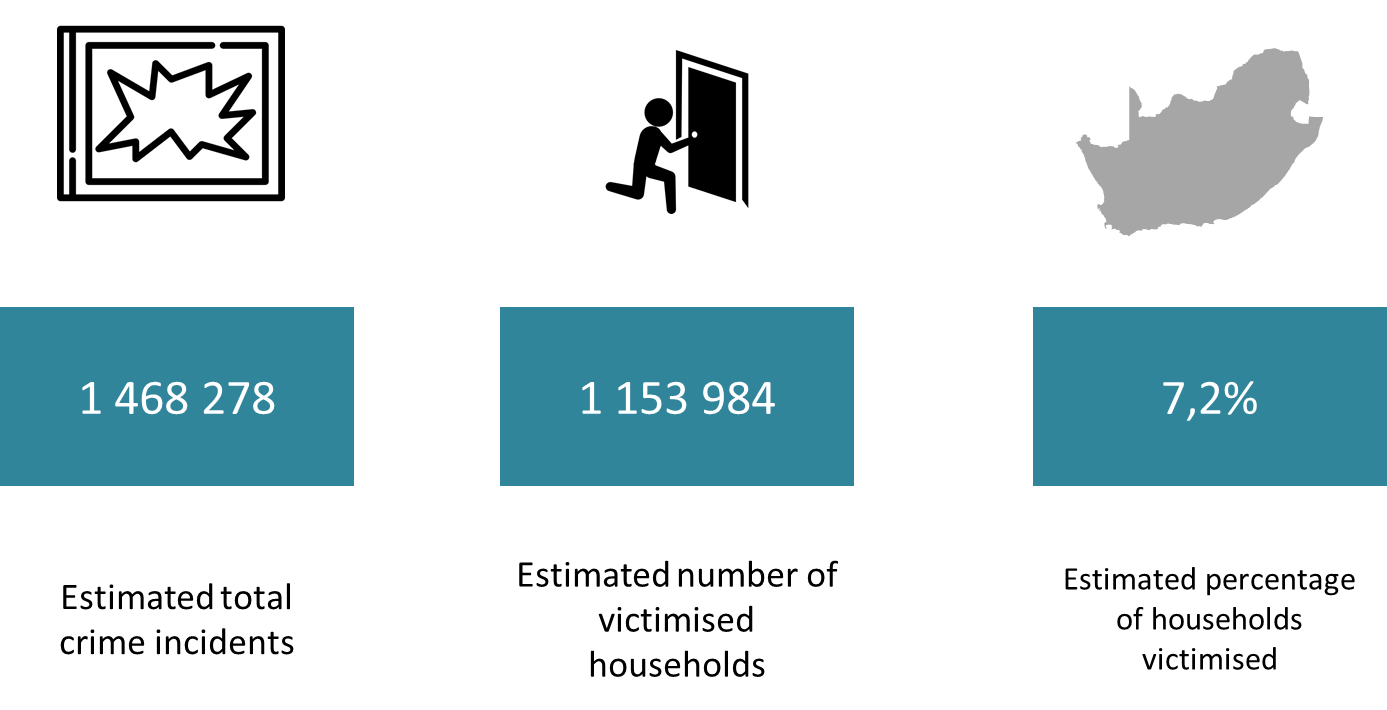 1 468 278
1 153 984
7,2%
Estimated total
crime incidents
Estimated number of
victimised
households
Estimated percentage
of households
victimised